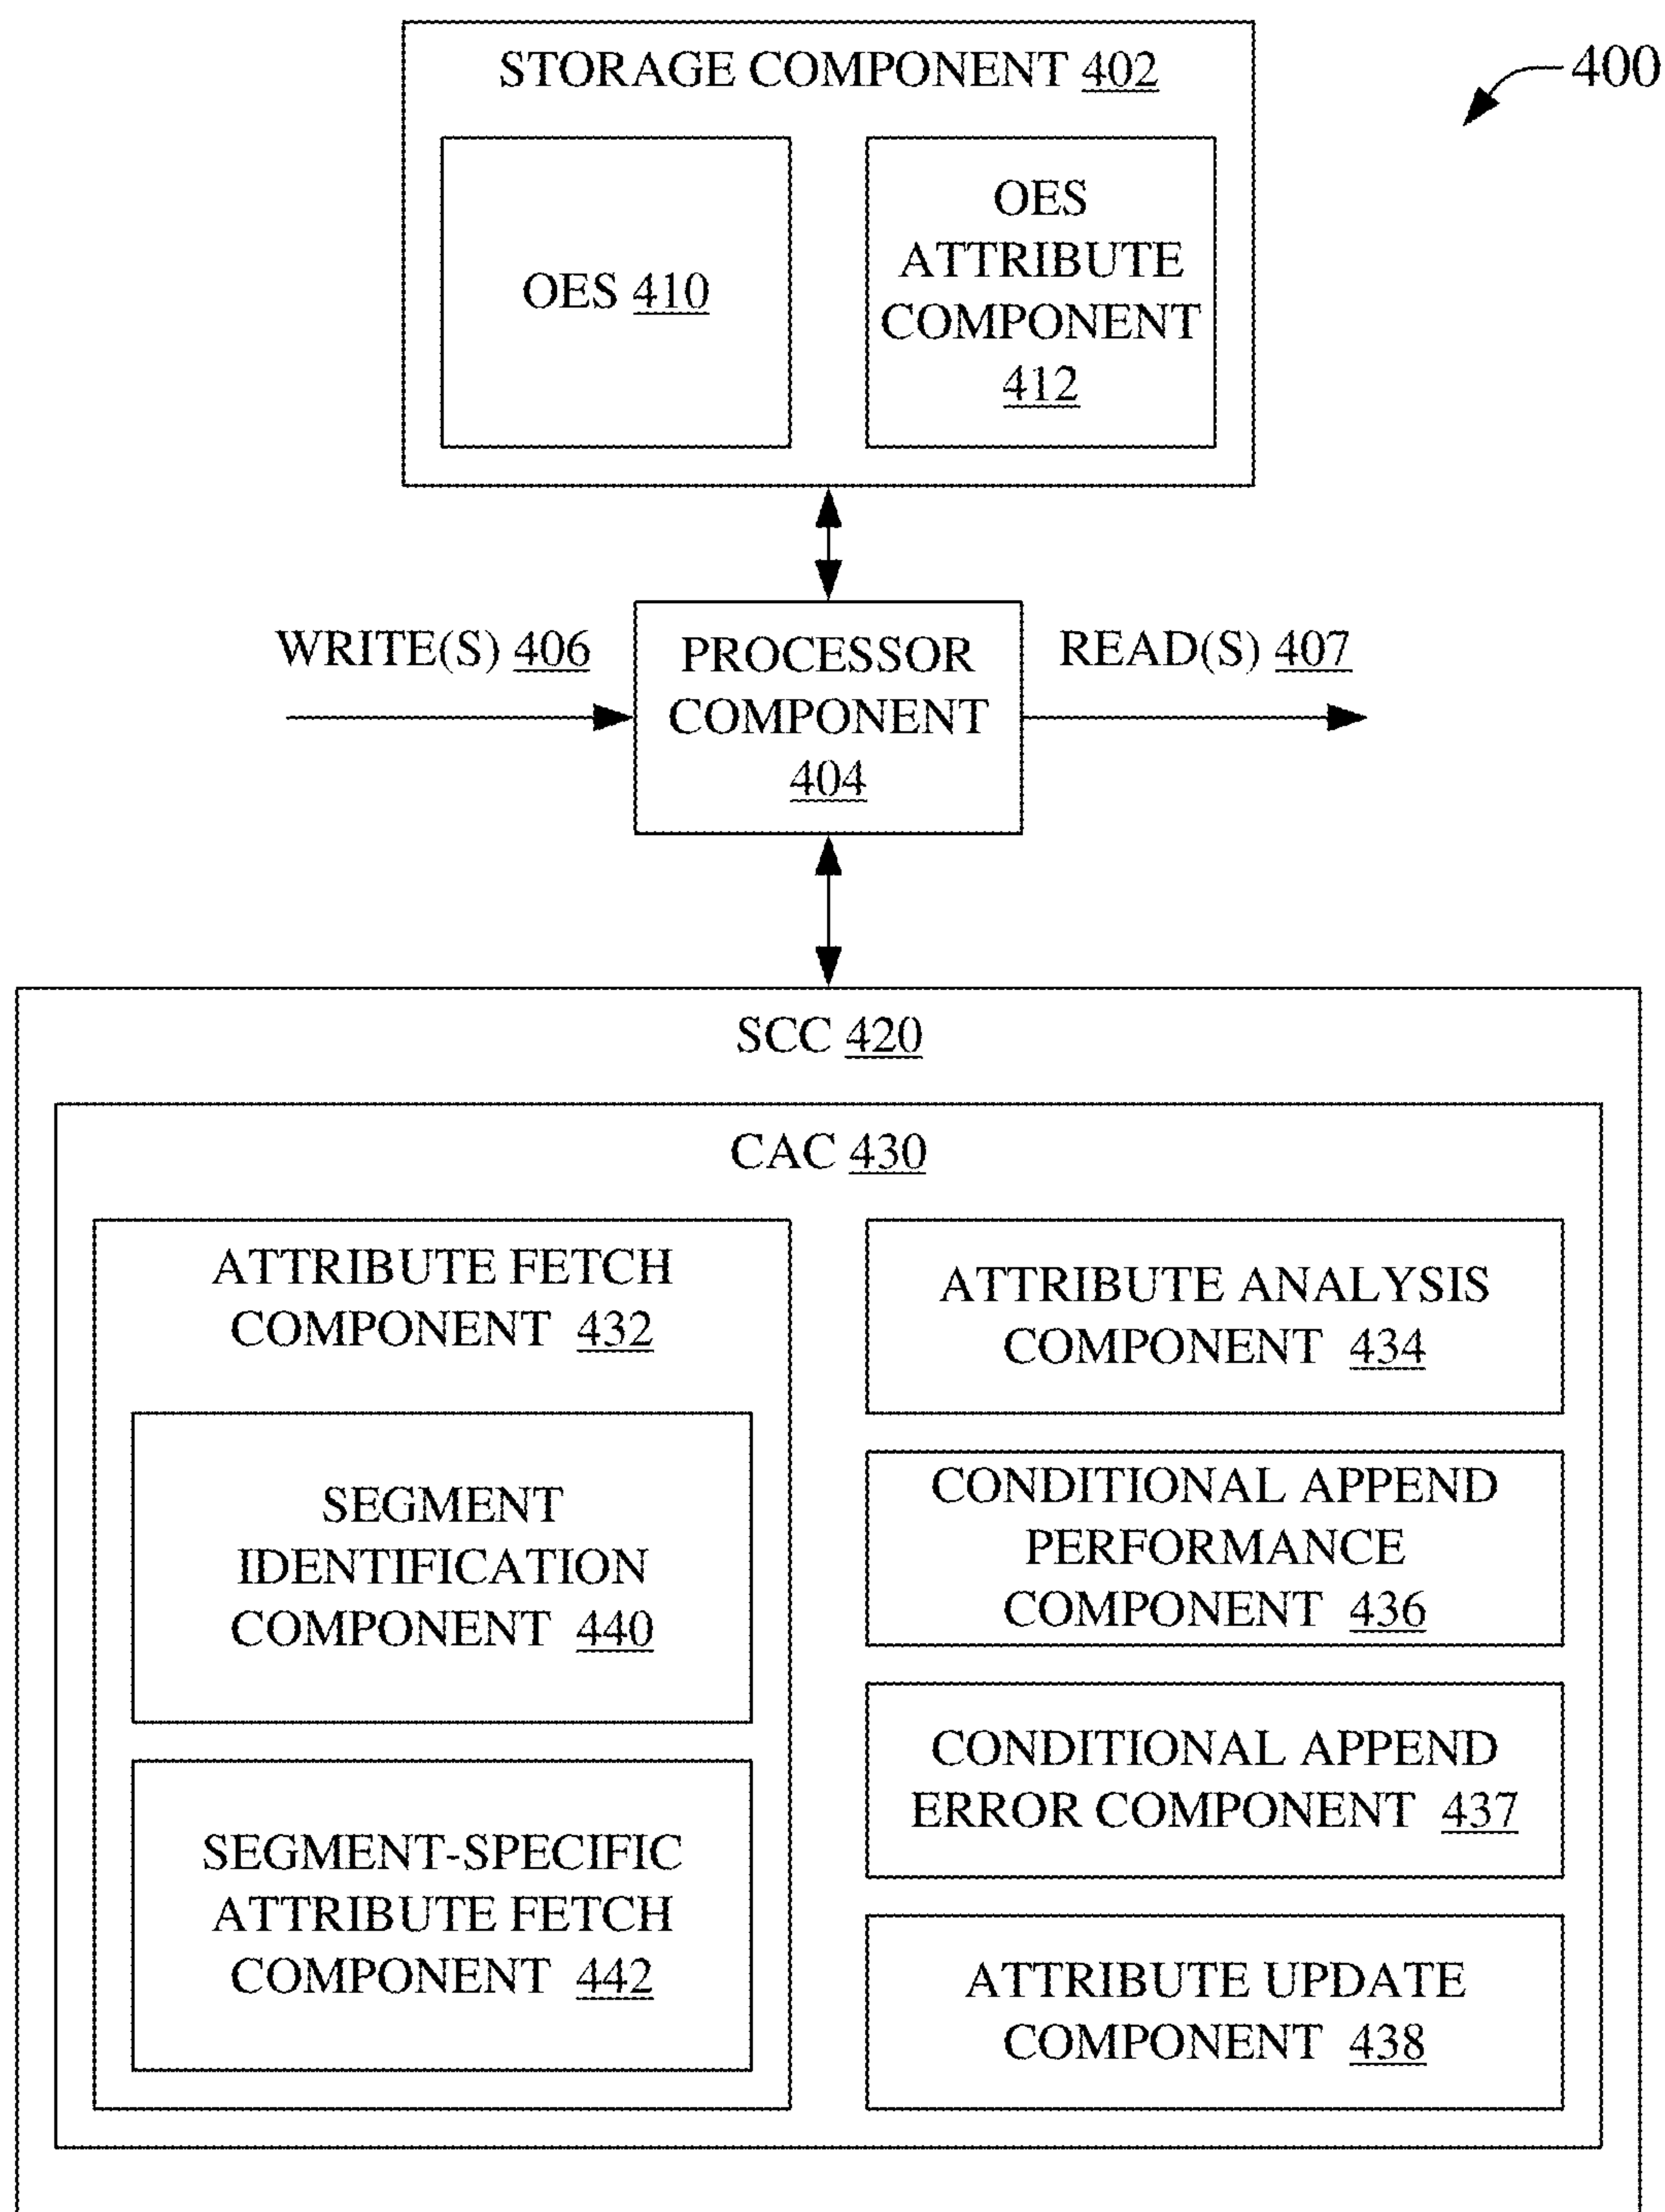 STORAGE COMPONENT 402
400
OES 410
OES
ATTRIBUTE
COMPONENT
412
WRITE(S) 406
PROCESSOR
COMPONENT
404
READ(S) 407
SCC 420
CAC 430
ATTRIBUTE FETCH
COMPONENT 432
SEGMENT
IDENTIFICATION
COMPONENT 440
SEGMENT-SPECIFIC
ATTRIBUTE FETCH
COMPONENT 442
ATTRIBUTE ANALYSIS
COMPONENT 434
CONDITIONAL APPEND
PERFORMANCE
COMPONENT 436
CONDITIONAL APPEND
ERROR COMPONENT 437
ATTRIBUTE UPDATE
COMPONENT 438